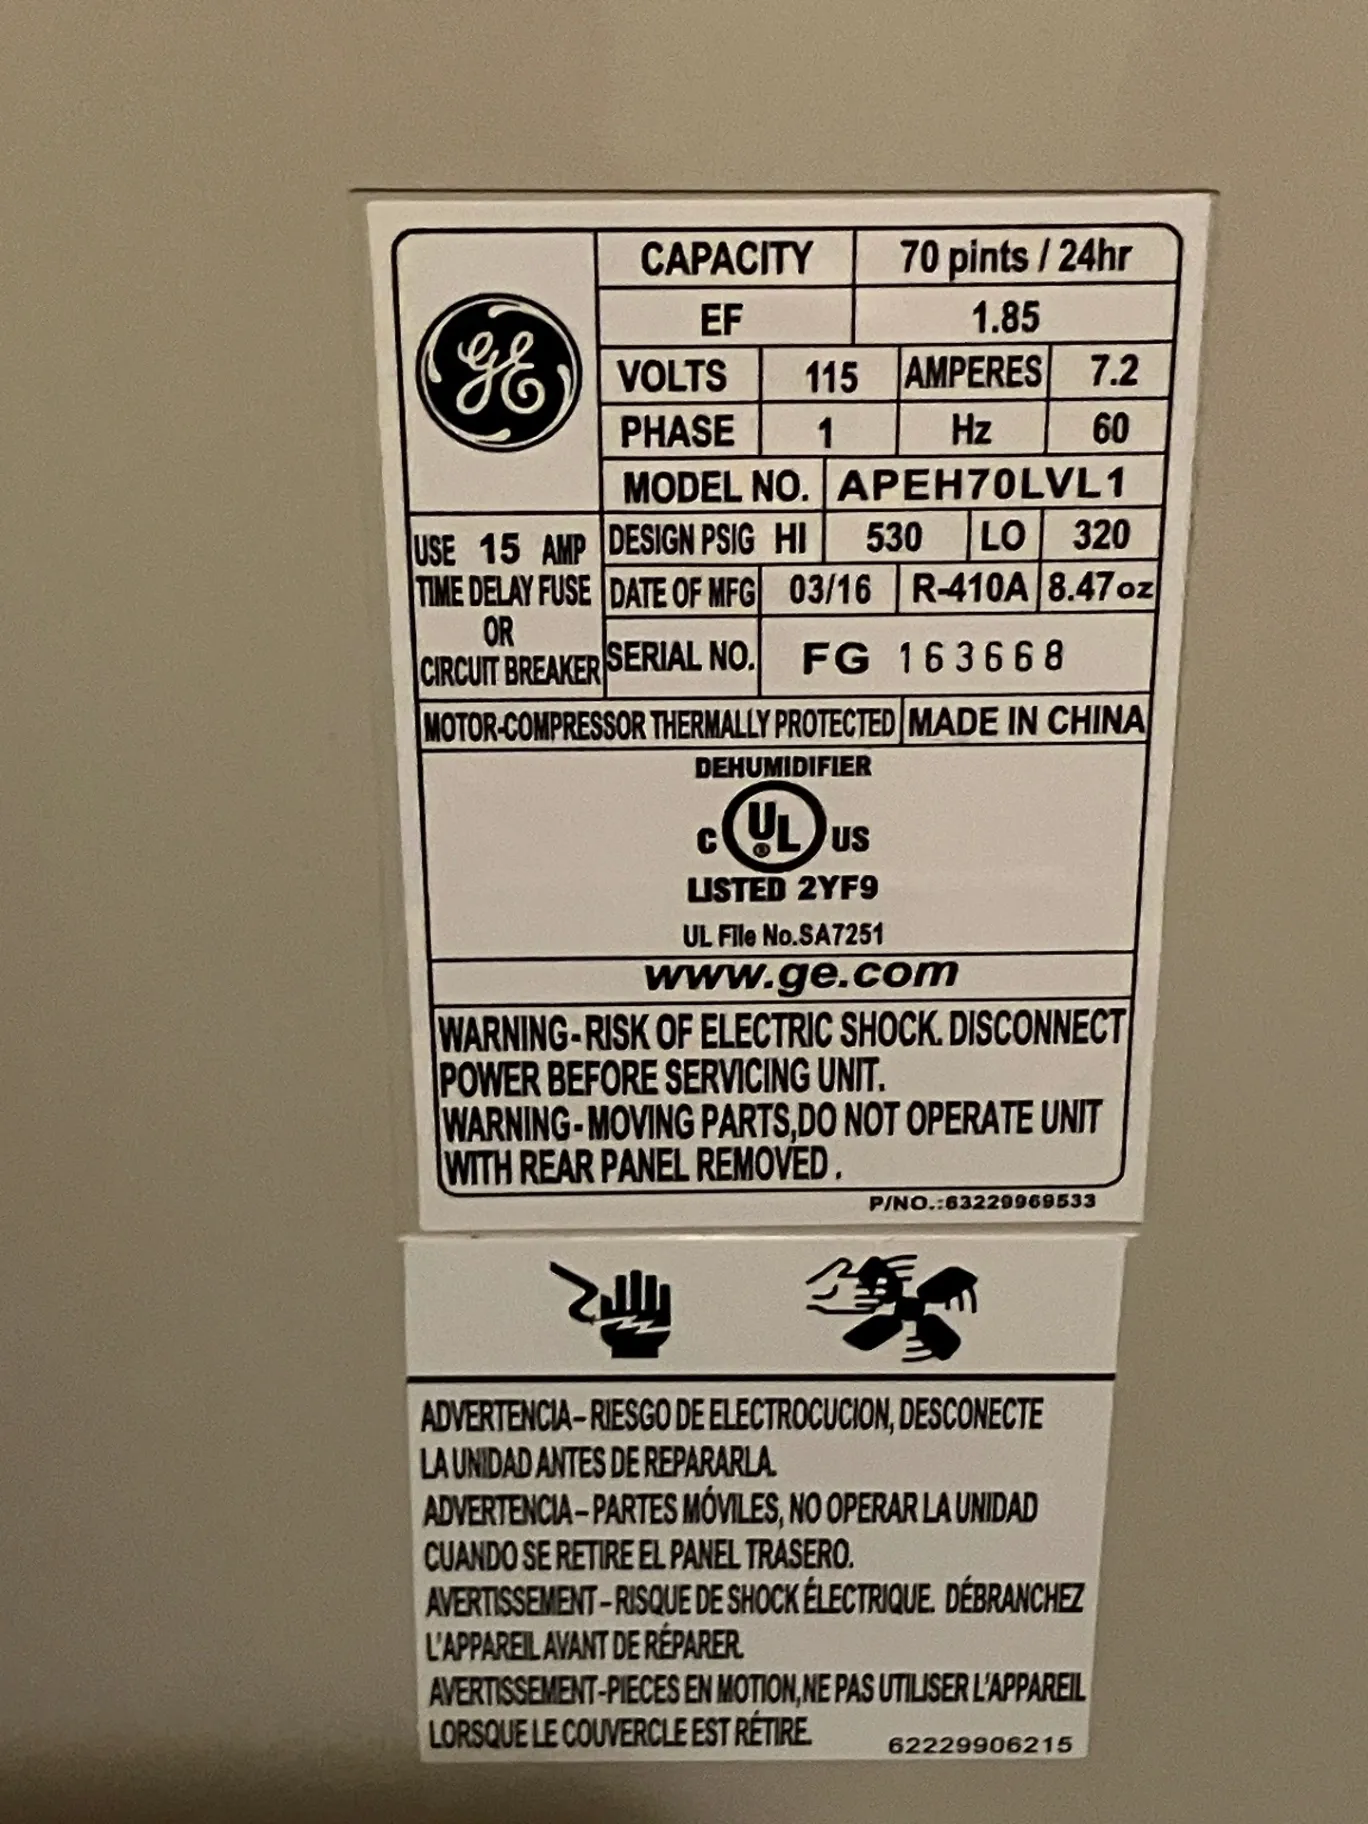 CAPACITY 70 pints / 24hr
EF 1.85
GE
VOLTS 115 AMPERES 7.2
PHASE 1 Hz 60
MODEL NO. APEH70LVL1
USE 15 AMP
TIME DELAY FUSE
OR
CIRCUIT BREAKER
DESIGN PSIG HI 530 LO 320
DATE OF MFG 03/16 R-410A 8.47oz
SERIAL NO. FG 163668
MOTOR-COMPRESSOR THERMALLY PROTECTED MADE IN CHINA
DEHUMIDIFIER
C UL® US
LISTED 2YF9
UL File No.SA7251
www.ge.com
WARNING-RISK OF ELECTRIC SHOCK. DISCONNECT
POWER BEFORE SERVICING UNIT.
WARNING-MOVING PARTS,DO NOT OPERATE UNIT
WITH REAR PANEL REMOVED.
P/NO.:63229969533
ADVERTENCIA-RIESGO DE ELECTROCUCION, DESCONECTE
LA UNIDAD ANTES DE REPARARLA.
ADVERTENCIA-PARTES MÓVILES, NO OPERAR LA UNIDAD
CUANDO SE RETIRE EL PANEL TRASERO.
AVERTISSEMENT-RISQUE DE SHOCK ÉLECTRIQUE. DÉBRANCHEZ
L'APPAREIL AVANT DE RÉPARER.
AVERTISSEMENT-PIECES EN MOTION,NE PAS UTILISER L'APPAREIL
LORSQUE LE COUVERCLE EST RÉTIRE.
62229906215